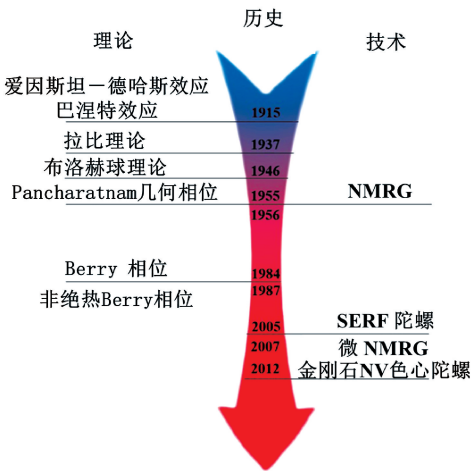 历史
理论
技术
爱因斯坦－德哈斯效应
巴涅特效应
1915
拉比理论
1937
布洛赫球理论
1946
Pancharatnam几何相位
1955
NMRG
1956
Berry 相位
1984
非绝热Berry相位
1987
2005
SERF 陀螺
2007
微 NMRG
2012
金刚石NV色心陀螺